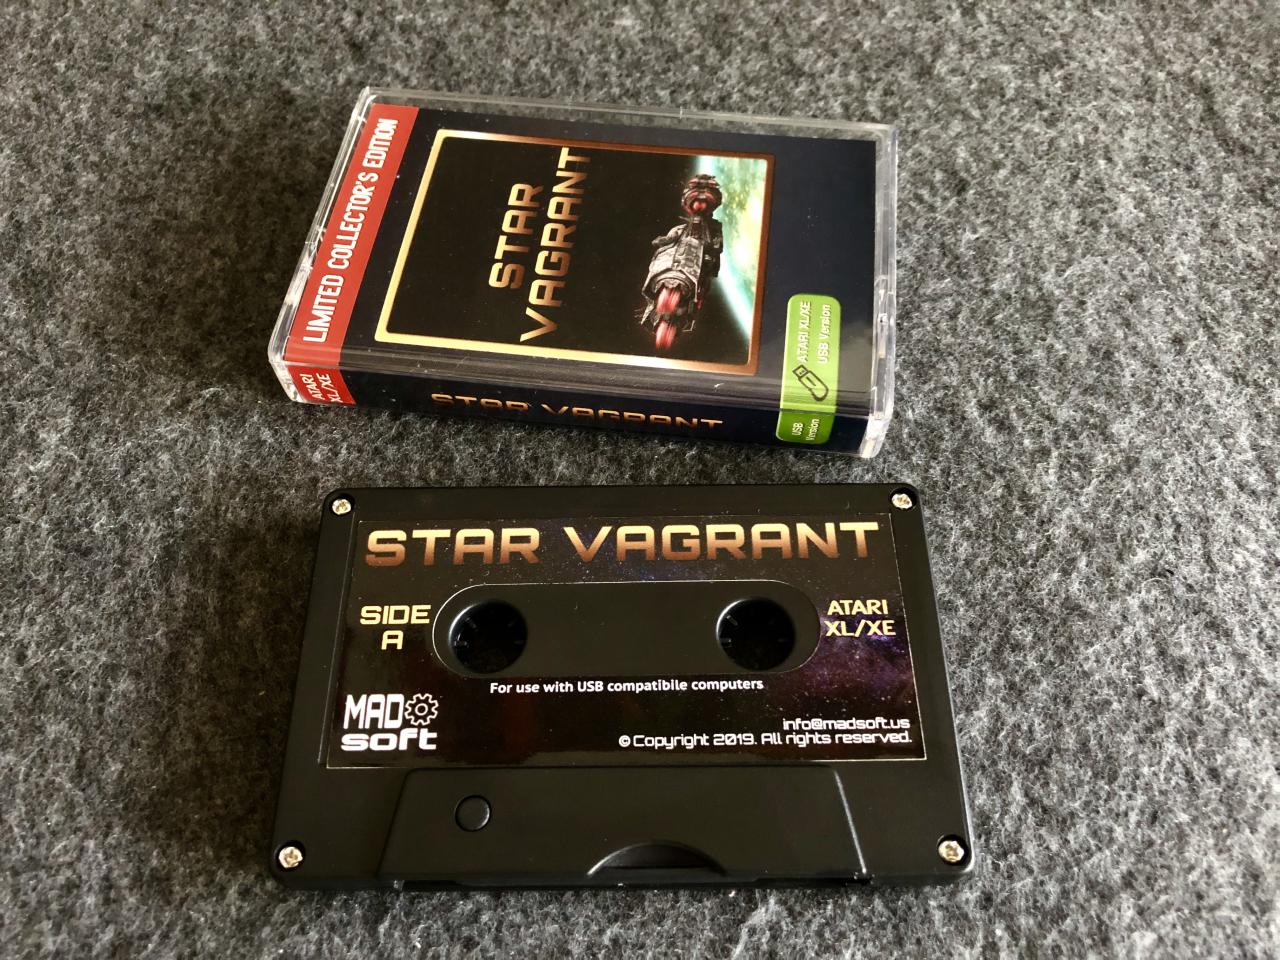 LIMITED COLLECTOR'S EDITION
STAR
VAGRANT
ATARI XL/XE
USB Version
ATARI
XL/XE
STAR VAGRANT
USB
Version
STAR VAGRANT
SIDE
A
ATARI
XL/XE
For use with USB compatibile computers
MAD
soft
info@madsoft.us
©Copyright 2019. All rights reserved.